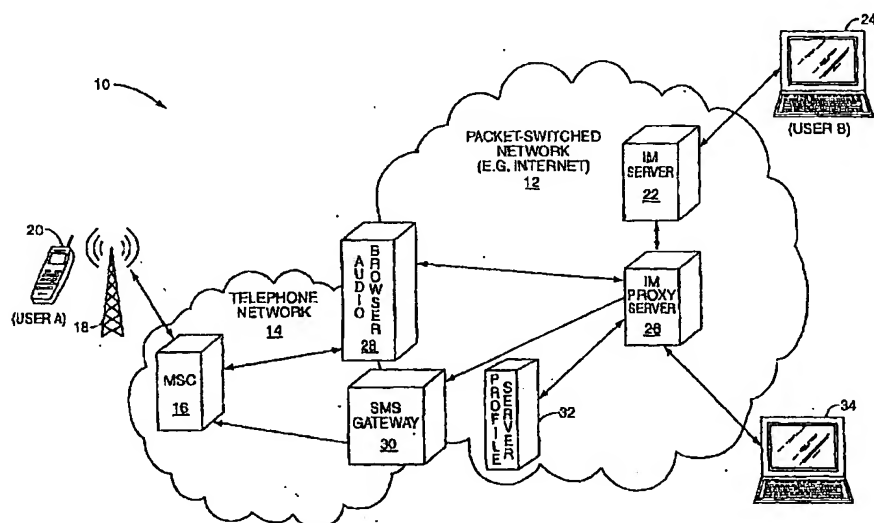 10
PACKET-SWITCHED
NETWORK
(E.G. INTERNET)
12
24
(USER B)
IM
SERVER
22
20
(USER A)
18
TELEPHONE
NETWORK
14
AUDIO
BROWSER
28
IM
PROXY
SERVER
26
MSC
16
SMS
GATEWAY
30
PROFILE
SERVER
32
34